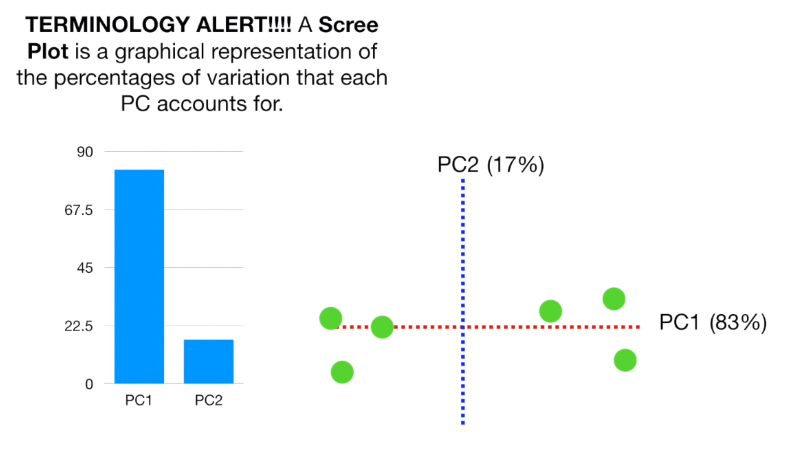 TERMINOLOGY ALERT!!!! A Scree
Plot is a graphical representation of
the percentages of variation that each
PC accounts for.
90
67.5
45
22.5
0
PC1
PC2
PC2 (17%)
PC1 (83%)